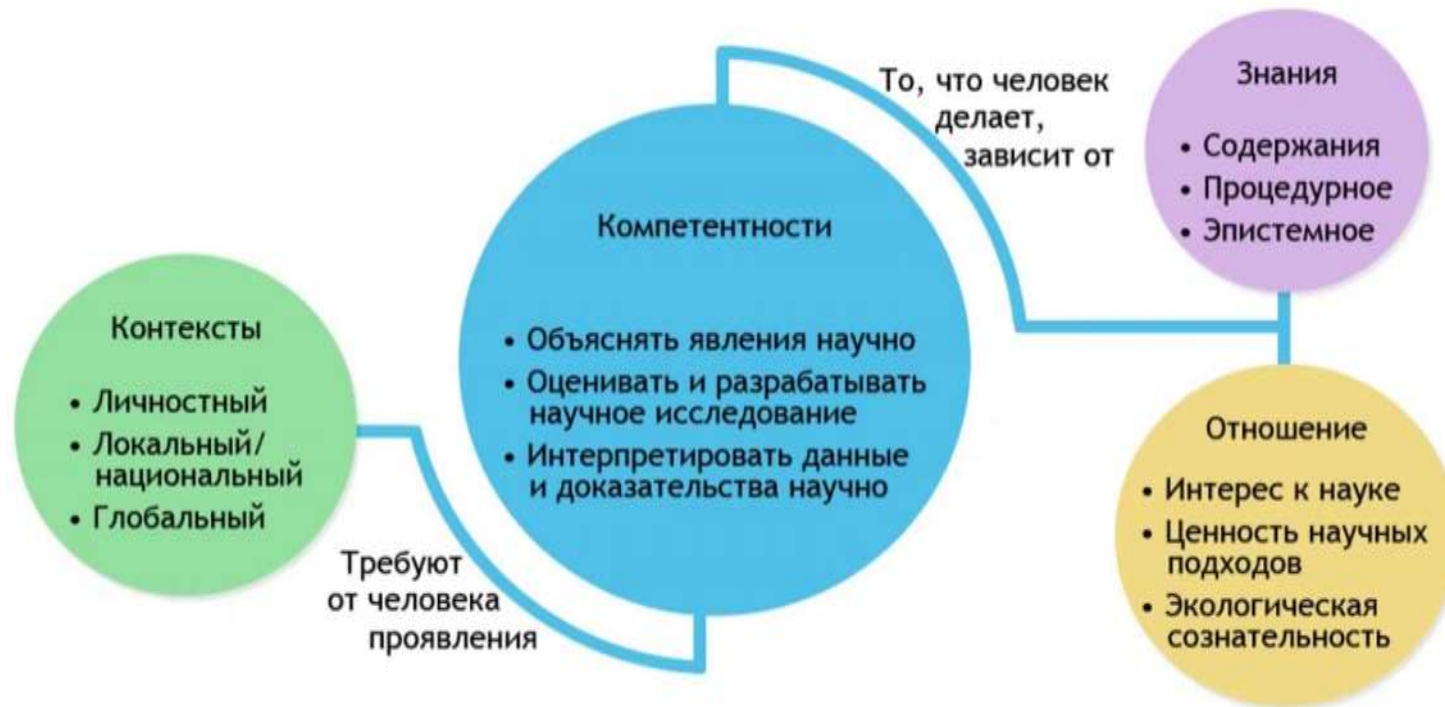 Контексты
• Личностный
• Локальный/
национальный
• Глобальный
Требуют
от человека
проявления
Компетентности
• Объяснять явления научно
• Оценивать и разрабатывать
научное исследование
• Интерпретировать данные
и доказательства научно
То, что человек
делает,
зависит от
Знания
• Содержания
• Процедурное
• Эпистемное
Отношение
• Интерес к науке
• Ценность научных
подходов
• Экологическая
сознательность